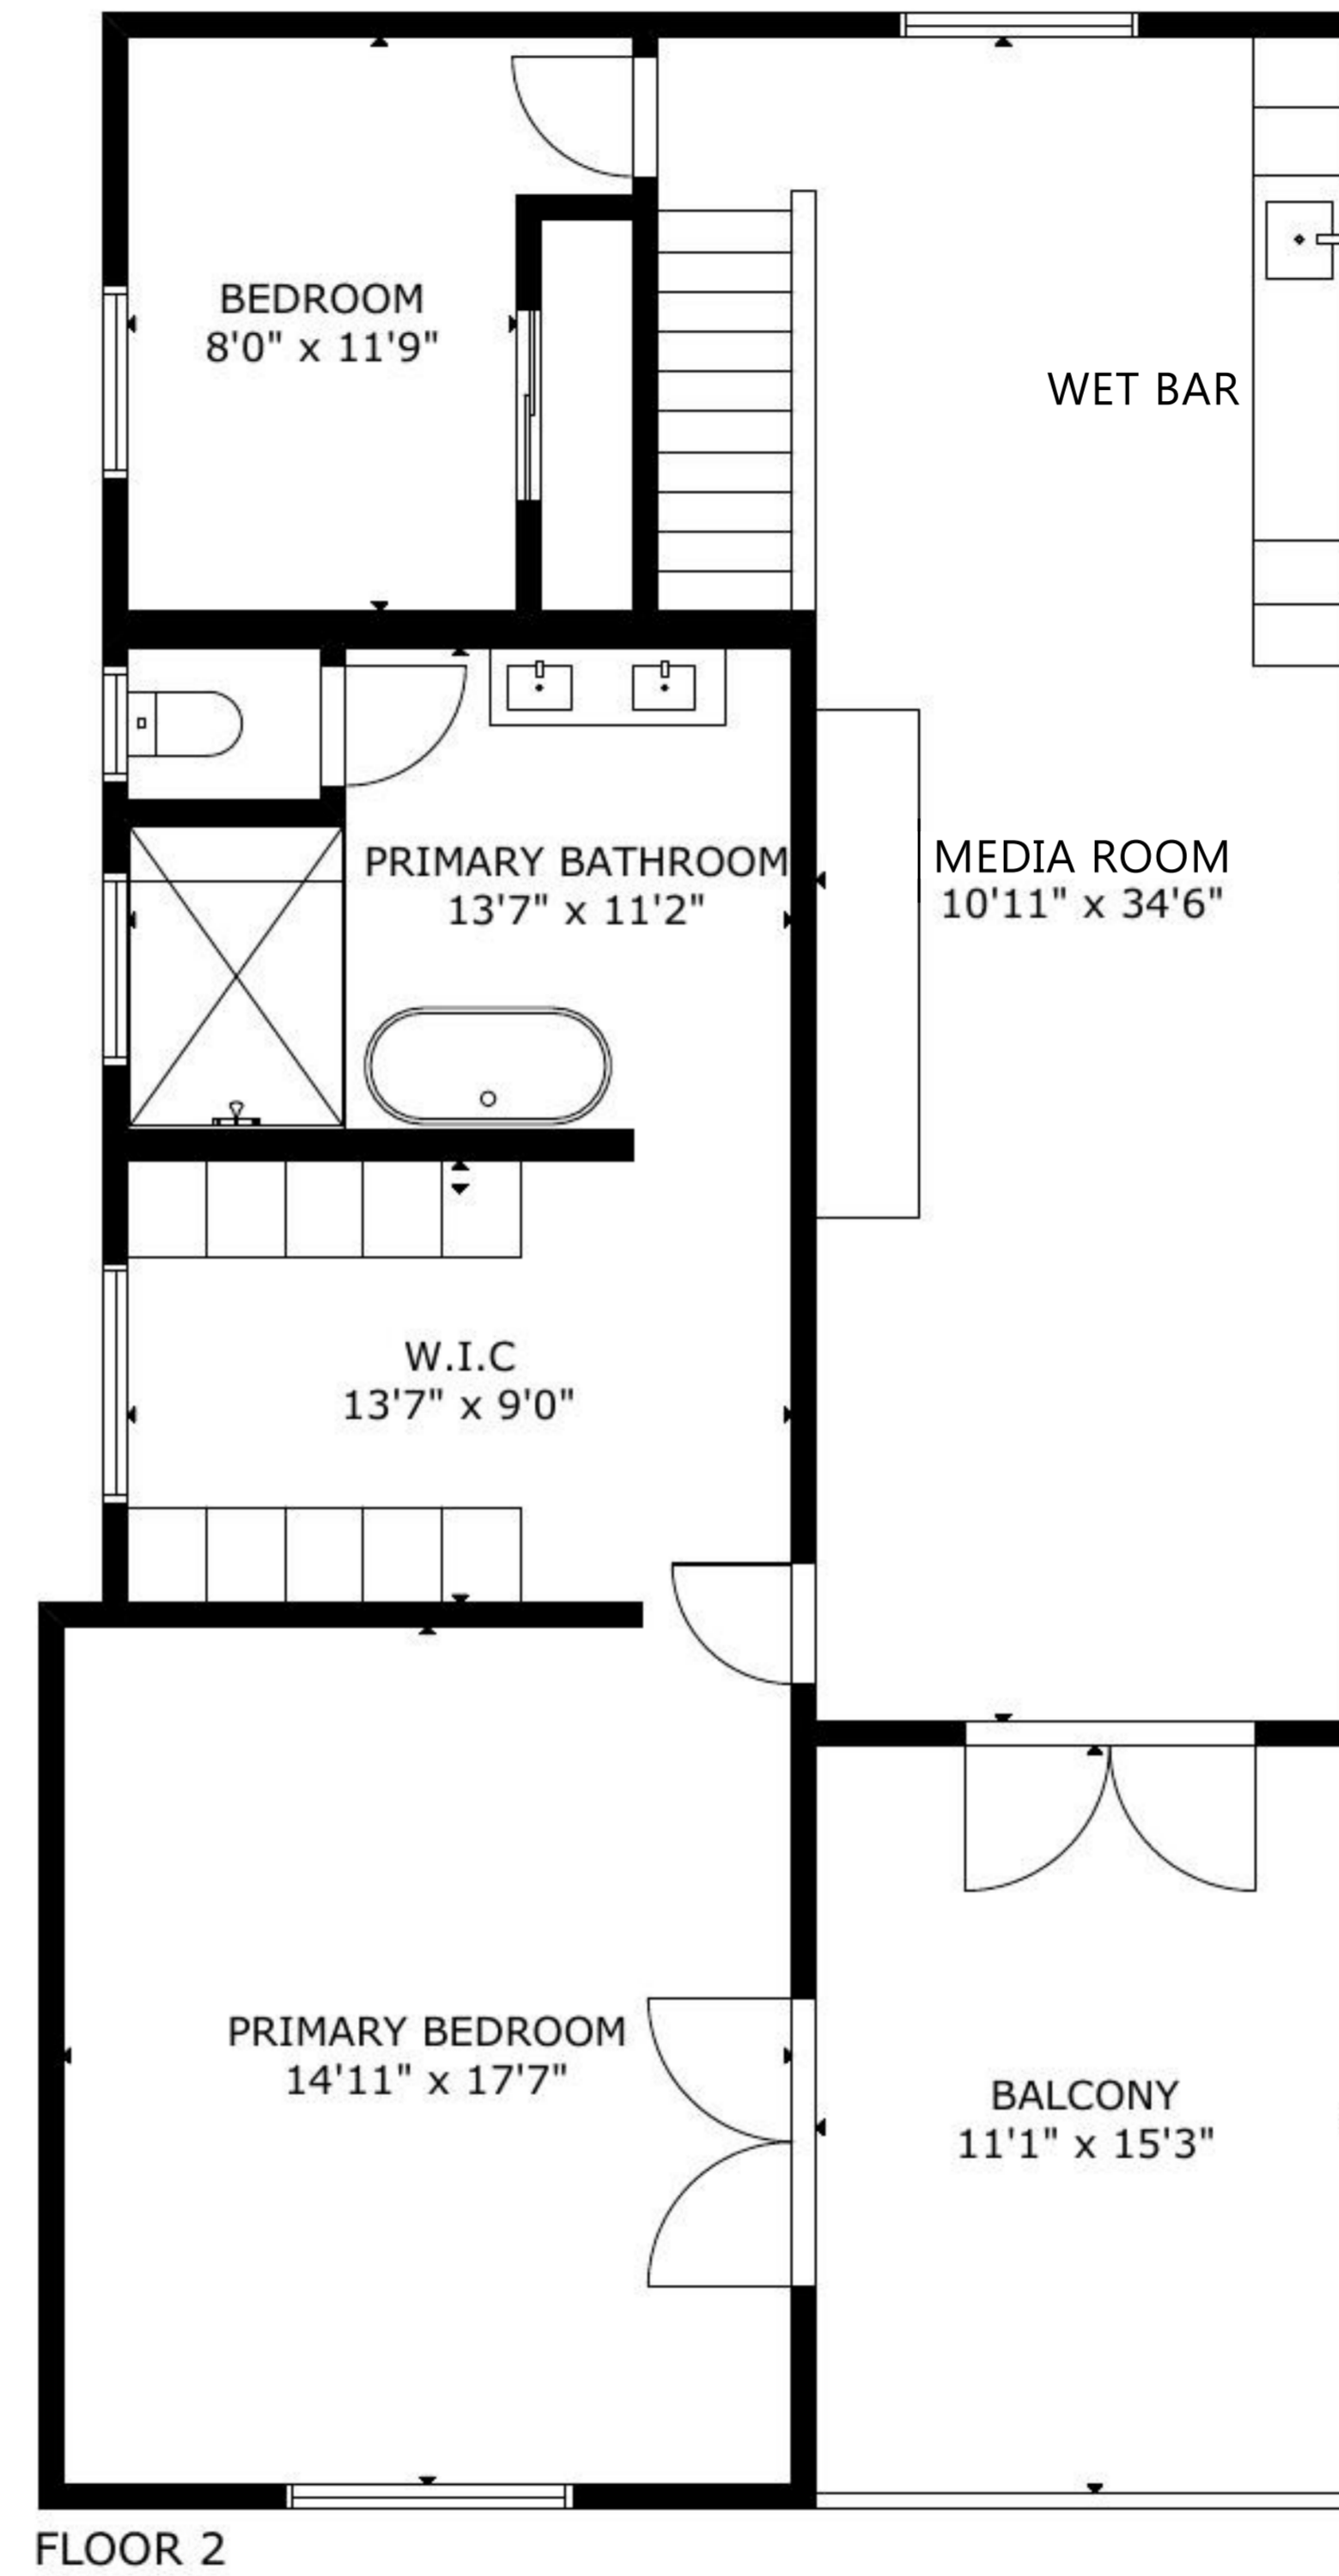 BEDROOM
8'0" x 11'9"
WET BAR
PRIMARY BATHROOM
13'7" x 11'2"
MEDIA ROOM
10'11" x 34'6"
W.I.C
13'7" x 9'0"
PRIMARY BEDROOM
14'11" x 17'7"
BALCONY
11'1" x 15'3"
FLOOR 2